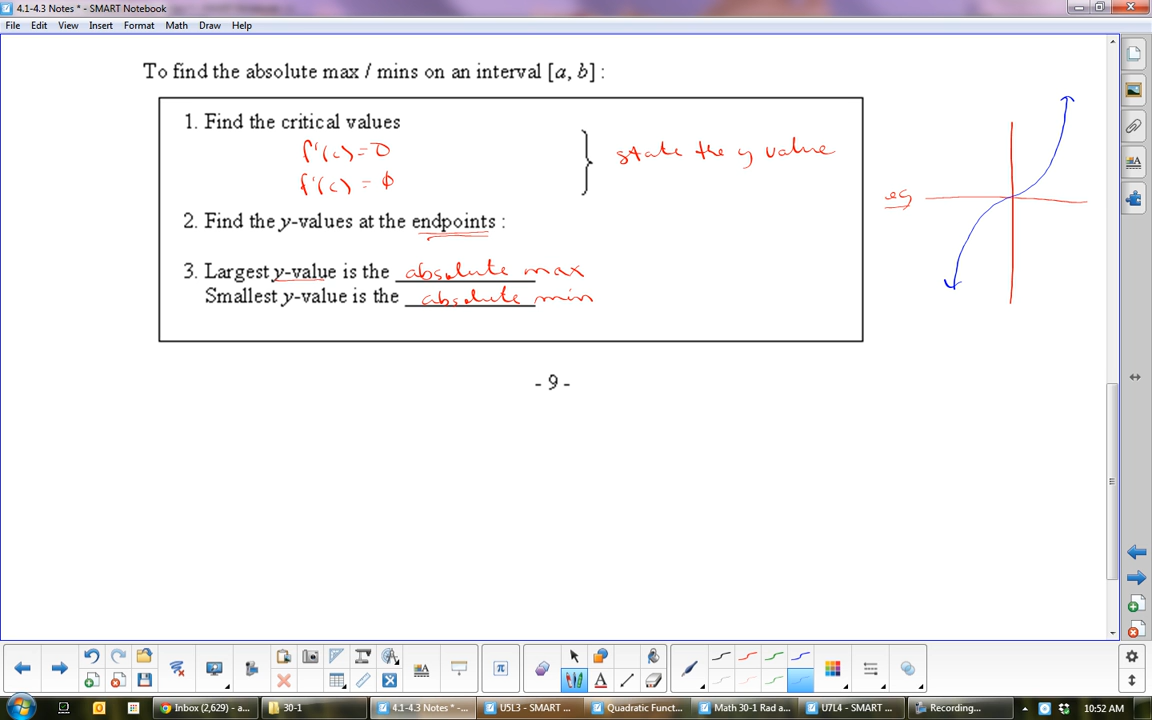 4.1-4.3 Notes * - SMART Notebook
File Edit View Insert Format Math Draw Help
To find the absolute max / mins on an interval [a, b] :
1. Find the critical values
f'(c)=0
f'(c) = ϕ
state the y value
eg
2. Find the y-values at the endpoints :
3. Largest y-value is the absolute max
Smallest y-value is the absolute min
- 9 -
Inbox (2,629) - a...
30-1
4.1-4.3 Notes * -...
U5L3 - SMART ...
Quadratic Funct...
Math 30-1 Rad a...
U7L4 - SMART ...
Recording...
10:52 AM